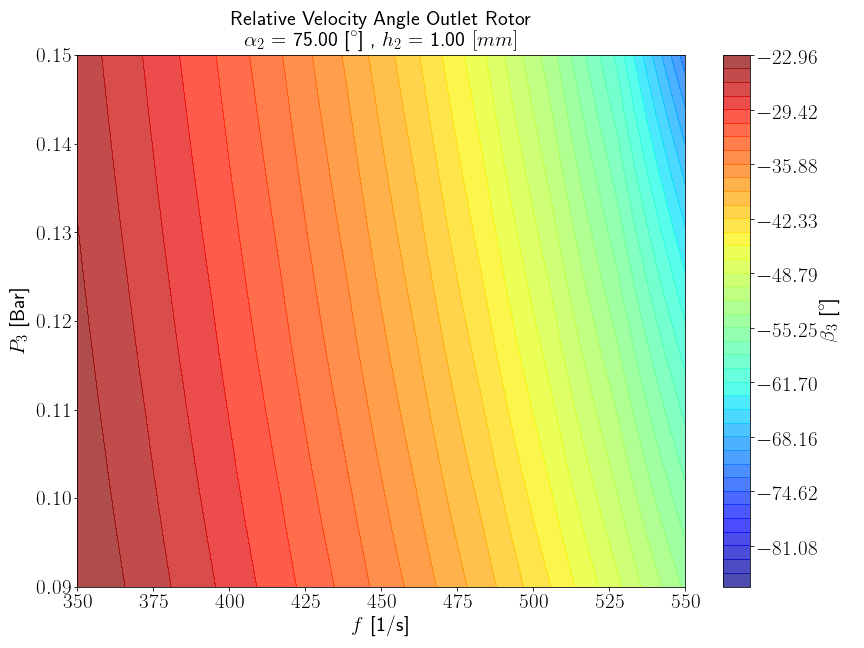 Relative Velocity Angle Outlet Rotor
α₂ = 75.00 [°] , h₂ = 1.00 [mm]
0.15
0.14
0.13
0.12
0.11
0.10
0.09
P₃ [Bar]
350 375 400 425 450 475 500 525 550
f [1/s]
−22.96
−29.42
−35.88
−42.33
−48.79
−55.25
−61.70
−68.16
−74.62
−81.08
β₃ [°]